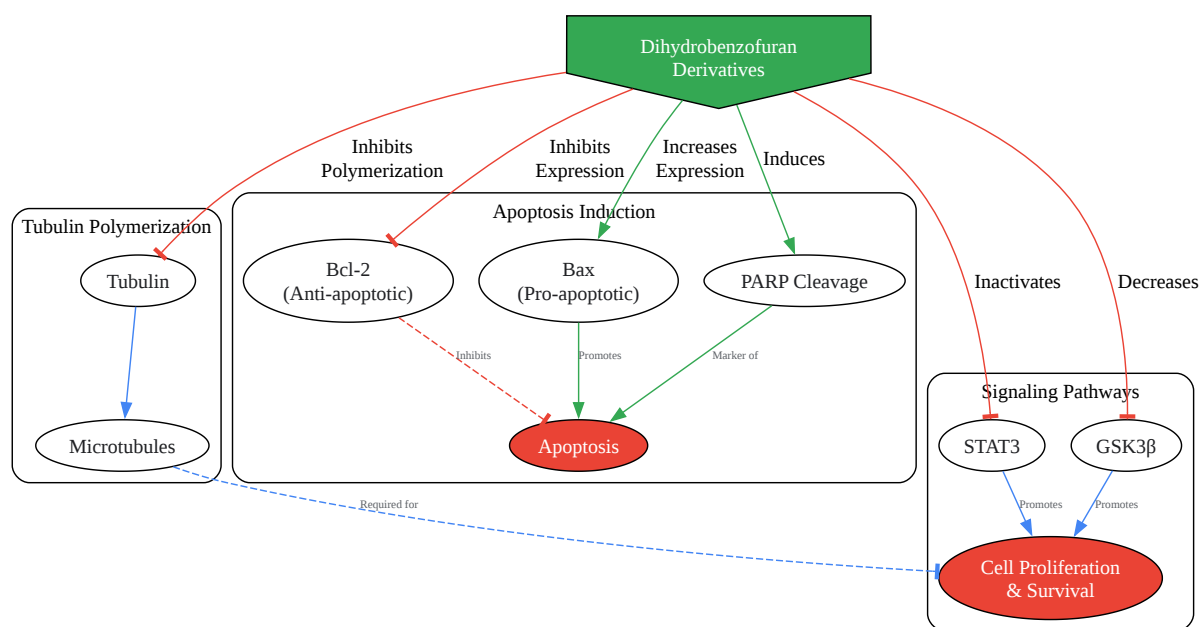 Dihydrobenzofuran
Derivatives
Inhibits
Polymerization
Inhibits
Expression
Increases
Expression
Induces
Tubulin Polymerization
Apoptosis Induction
Tubulin
Bcl-2
(Anti-apoptotic)
Bax
(Pro-apoptotic)
PARP Cleavage
Inactivates
Decreases
Inhibits
Promotes
Marker of
Signaling Pathways
Microtubules
Apoptosis
STAT3
GSK3β
Required for
Promotes
Promotes
Cell Proliferation
& Survival